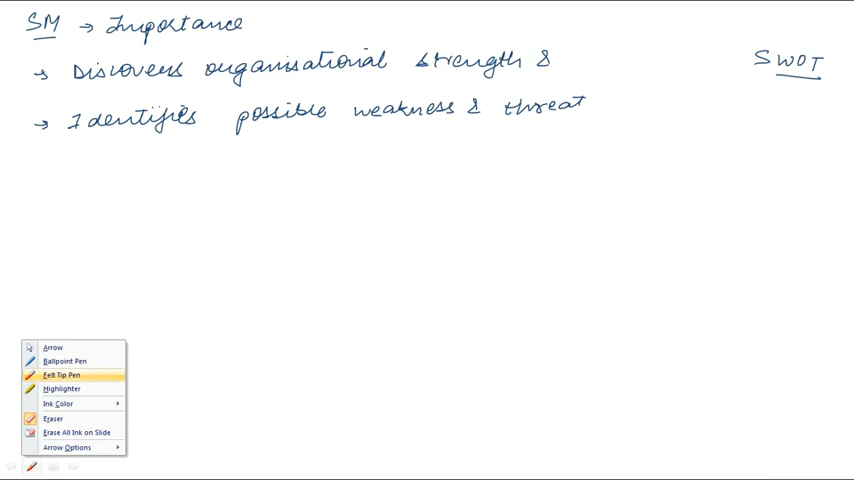 SM → Importance
→ Discovers organisational strength &
SWOT
→ Identifies possible weakness & threat
Arrow
Ballpoint Pen
Felt Tip Pen
Highlighter
Ink Color
Eraser
Erase All Ink on Slide
Arrow Options